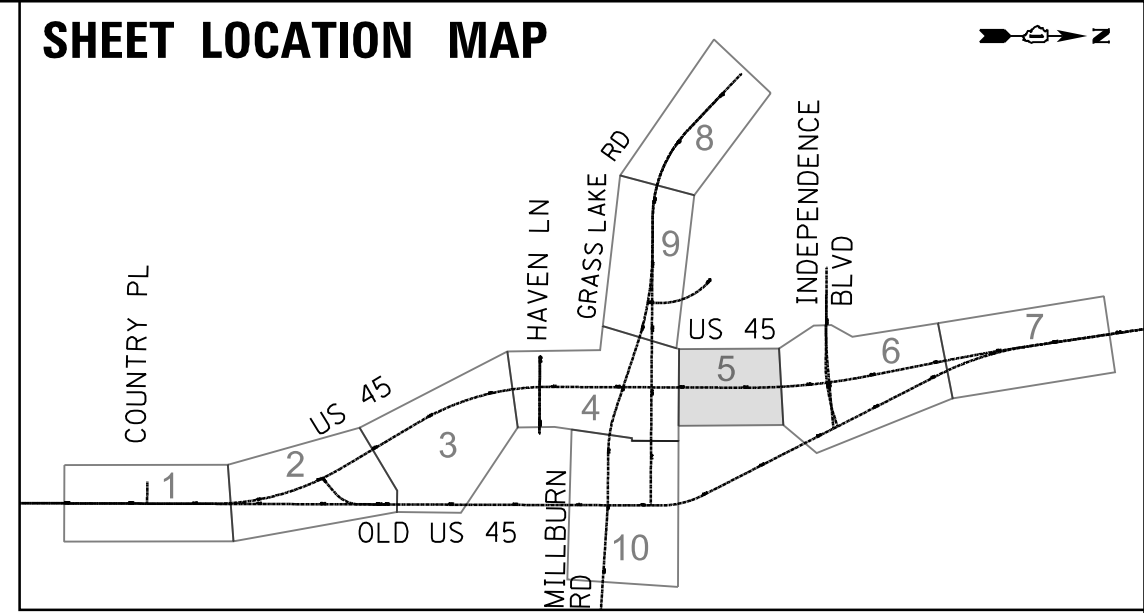 SHEET LOCATION MAP
N
COUNTRY PL
US 45
HAVEN LN
GRASS LAKE RD
INDEPENDENCE
BLVD
US 45
OLD US 45
MILLBURN
RD
1
2
3
4
5
6
7
8
9
10